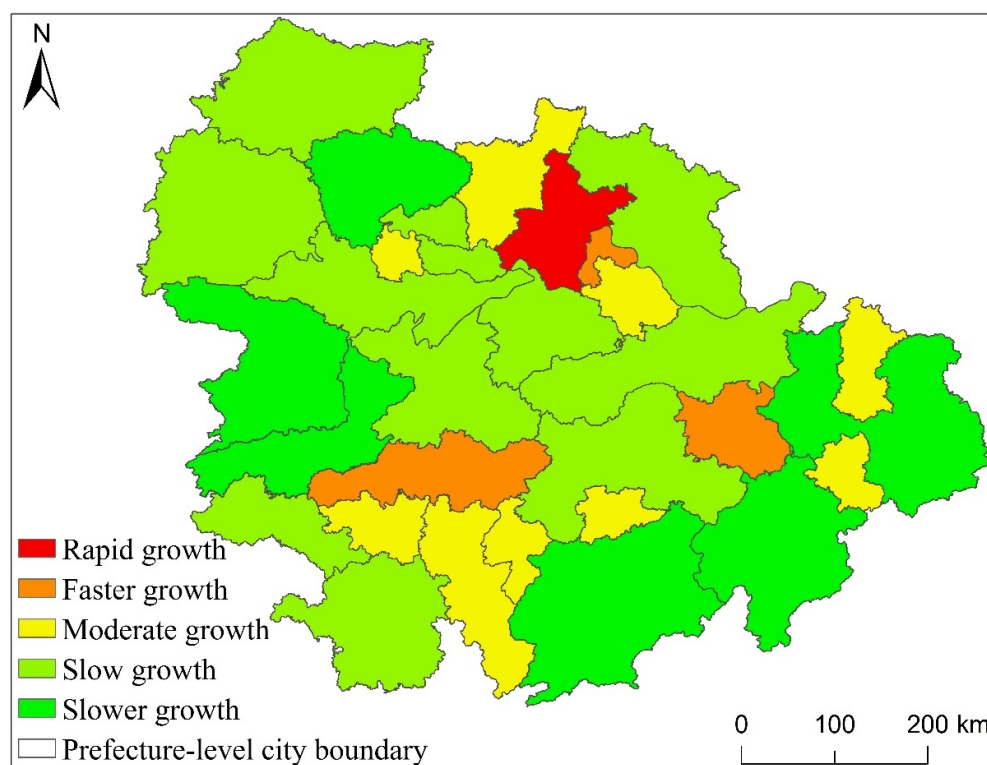 N
Rapid growth
Faster growth
Moderate growth
Slow growth
Slower growth
Prefecture-level city boundary
0 100 200 km